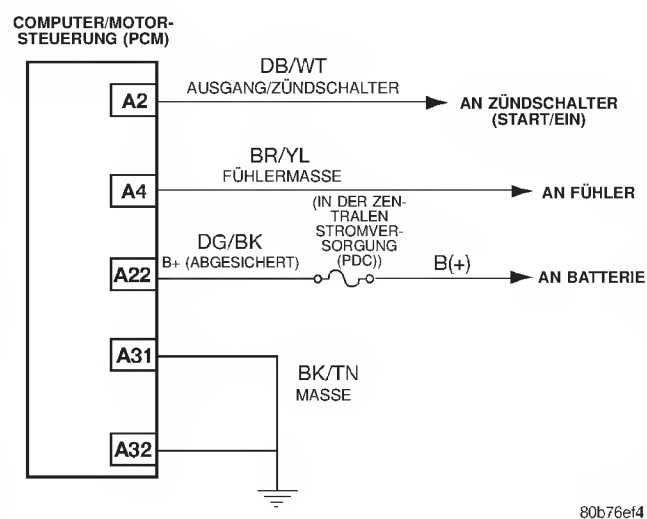 COMPUTER/MOTOR-
STEUERUNG (PCM)
A2
DB/WT
AUSGANG/ZÜNDSCHALTER
AN ZÜNDSCHALTER
(START/EIN)
A4
BR/YL
FÜHLERMASSE
AN FÜHLER
(IN DER ZEN-
TRALEN
STROMVER-
SORGUNG
(PDC))
A22
DG/BK
B+ (ABGESICHERT)
B(+)
AN BATTERIE
A31
BK/TN
MASSE
A32
80b76ef4